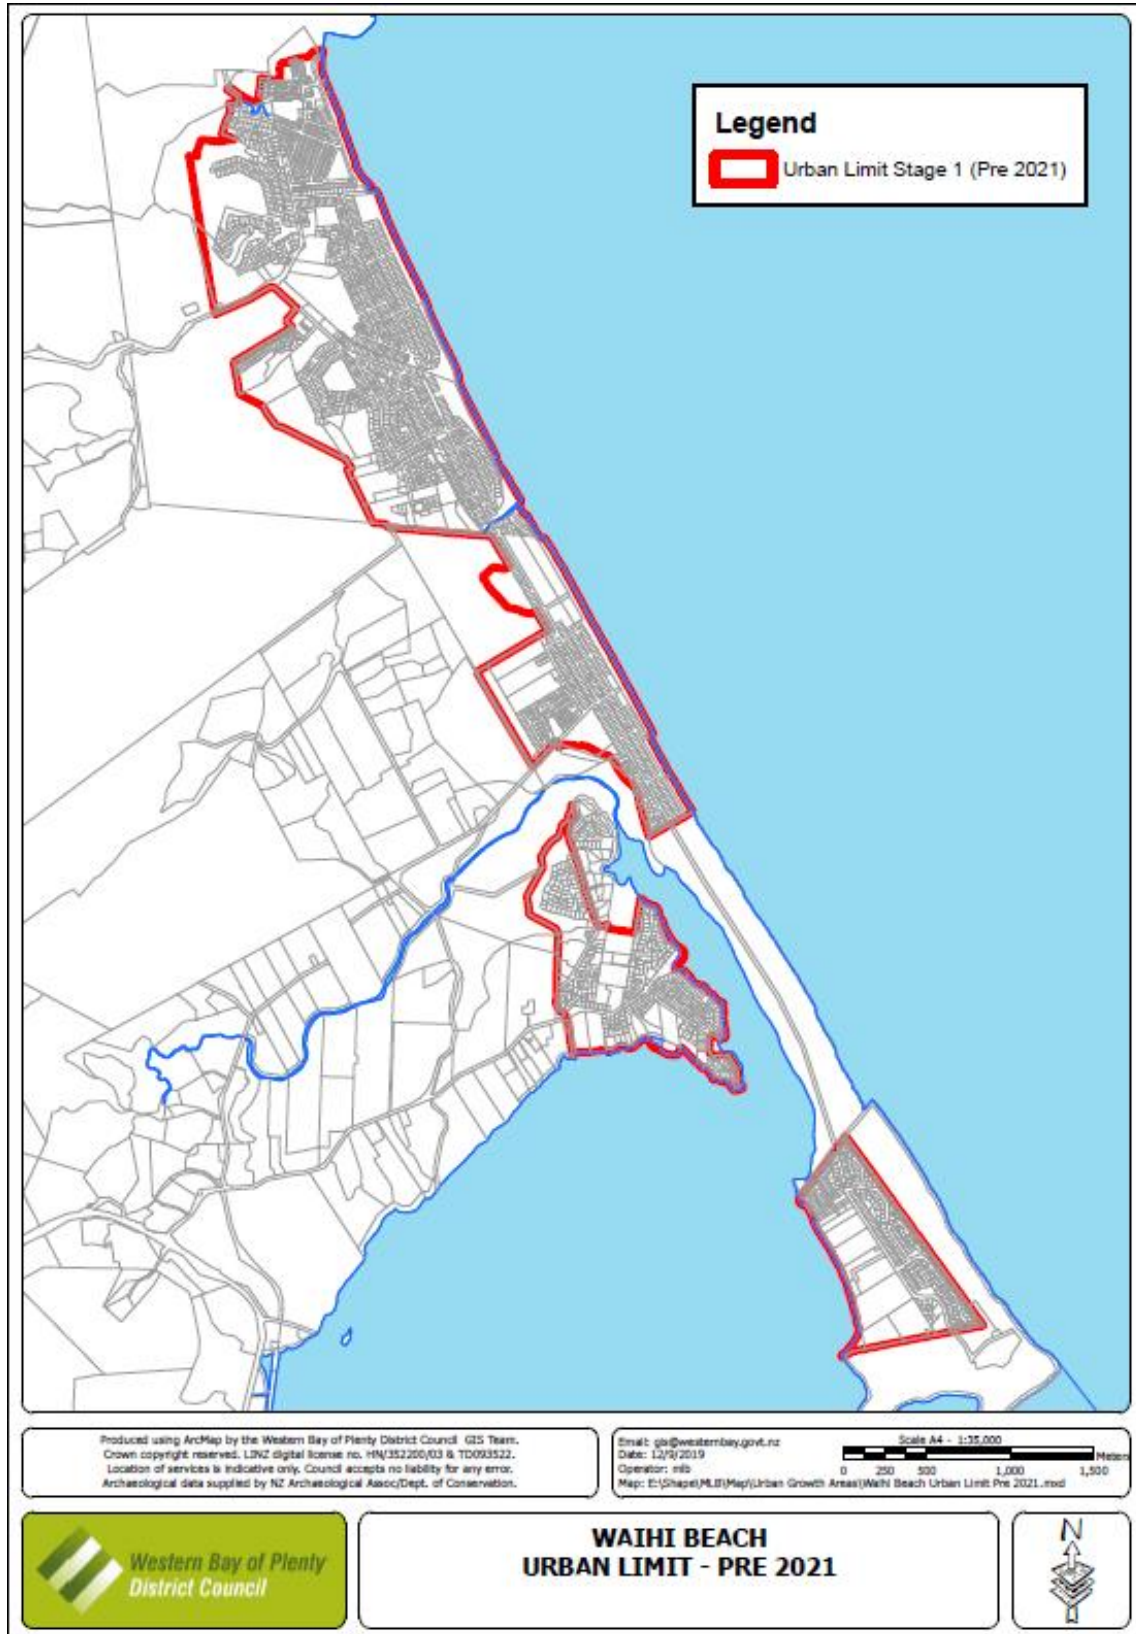 Legend
Urban Limit Stage 1 (Pre 2021)
Produced using ArcMap by the Western Bay of Plenty District Council GIS Team.
Crown copyright reserved. LINZ digital license no. HN/352200/03 & TD093522.
Location of services is indicative only. Council accepts no liability for any error.
Archaeological data supplied by NZ Archaeological Assoc/Dept. of Conservation.
Email: gis@westernbay.govt.nz
Date: 12/9/2019
Operator: mlb
Map: E:\Shape\MLB\Map\Urban Growth Areas\Waihi Beach Urban Limit Pre 2021.mxd
Scale A4 - 1:35,000
Meters
0 250 500 1,000 1,500
Western Bay of Plenty
District Council
WAIHI BEACH
URBAN LIMIT - PRE 2021
N